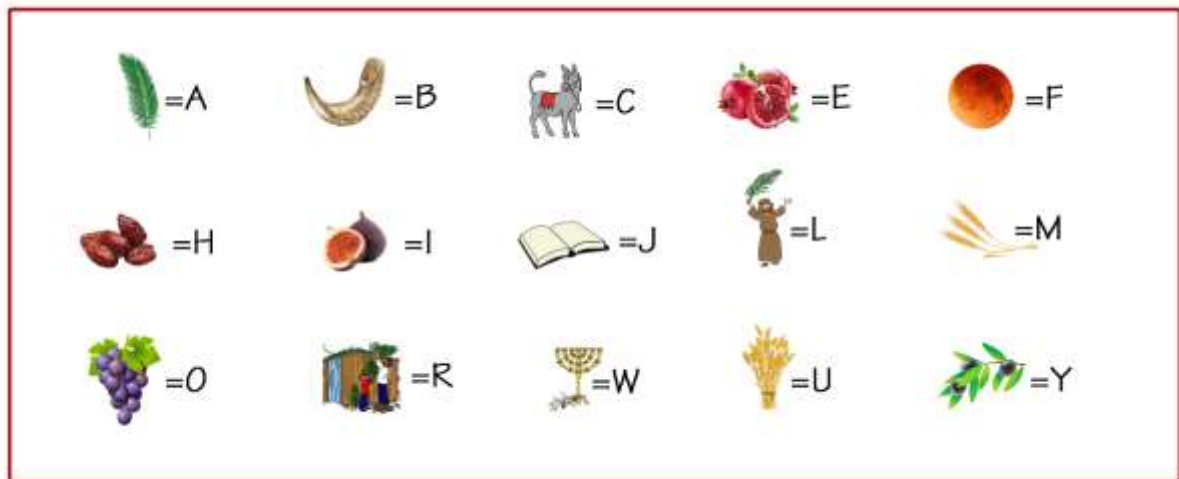 =A =B =C =E =F
=H =I =J =L =M
=O =R =W =U =Y